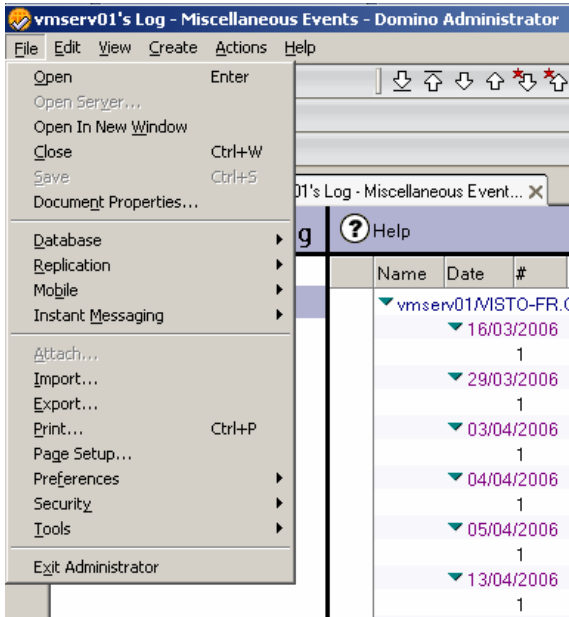 vmserv01's Log - Miscellaneous Events - Domino Administrator
File Edit View Create Actions Help
Open Enter
Open Server...
Open In New Window
Close Ctrl+W
Save Ctrl+S
Document Properties...
Database
Replication
Mobile
Instant Messaging
Attach...
Import...
Export...
Print... Ctrl+P
Page Setup...
Preferences
Security
Tools
Exit Administrator
01's Log - Miscellaneous Event...
g
? Help
Name Date #
vmserv01/VISTO-FR.
16/03/2006
1
29/03/2006
1
03/04/2006
1
04/04/2006
1
05/04/2006
1
13/04/2006
1